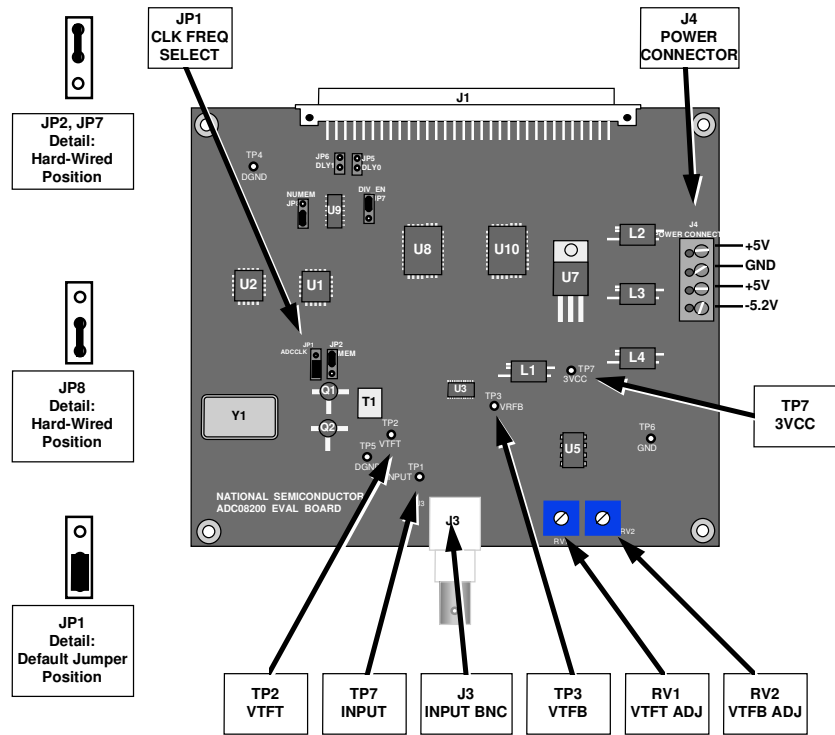 JP1
CLK FREQ
SELECT
J4
POWER
CONNECTOR
JP2, JP7
Detail:
Hard-Wired
Position
JP8
Detail:
Hard-Wired
Position
JP1
Detail:
Default Jumper
Position
J1
TP4
DGND
JP6
DLY1
JP5
DLY0
NUMEM
U9
DIV_EN
U8
U10
U7
L2
L3
L4
J4
POWER CONNECT
+5V
GND
+5V
-5.2V
U2
U1
JP1
ADCCLK
JP2
MEM
Q1
Q2
T1
Y1
U3
L1
TP7
3VCC
TP3
VRFB
TP2
VTFT
TP5
DGND
TP1
INPUT
U5
TP6
GND
NATIONAL SEMICONDUCTOR
ADC08200 EVAL BOARD
J3
RV2
TP7
3VCC
TP2
VTFT
TP7
INPUT
J3
INPUT BNC
TP3
VTFB
RV1
VTFT ADJ
RV2
VTFB ADJ